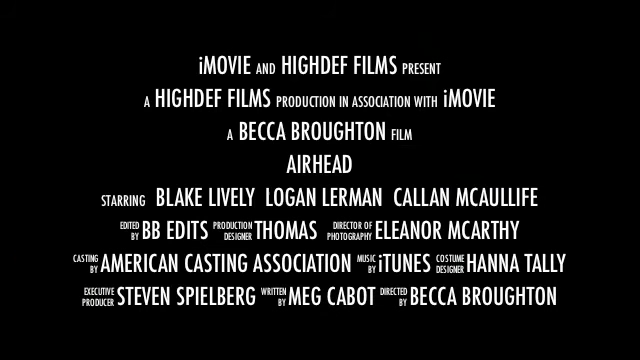 iMOVIE AND HIGHDEF FILMS PRESENT
A HIGHDEF FILMS PRODUCTION IN ASSOCIATION WITH iMOVIE
A BECCA BROUGHTON FILM
AIRHEAD
STARRING BLAKE LIVELY LOGAN LERMAN CALLAN MCAULLIFE
EDITED BY BB EDITS PRODUCTION DESIGNER THOMAS DIRECTOR OF PHOTOGRAPHY ELEANOR MCARTHY
CASTING BY AMERICAN CASTING ASSOCIATION MUSIC BY iTUNES COSTUME DESIGNER HANNA TALLY
EXECUTIVE PRODUCER STEVEN SPIELBERG WRITTEN BY MEG CABOT DIRECTED BY BECCA BROUGHTON